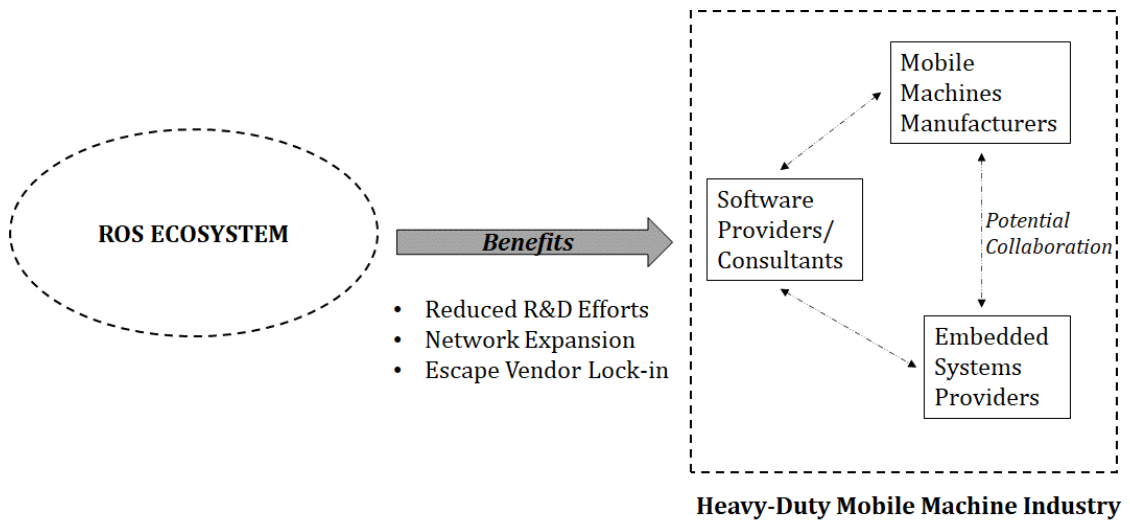 ROS ECOSYSTEM
Benefits
• Reduced R&D Efforts
• Network Expansion
• Escape Vendor Lock-in
Mobile
Machines
Manufacturers
Software
Providers/
Consultants
Potential
Collaboration
Embedded
Systems
Providers
Heavy-Duty Mobile Machine Industry